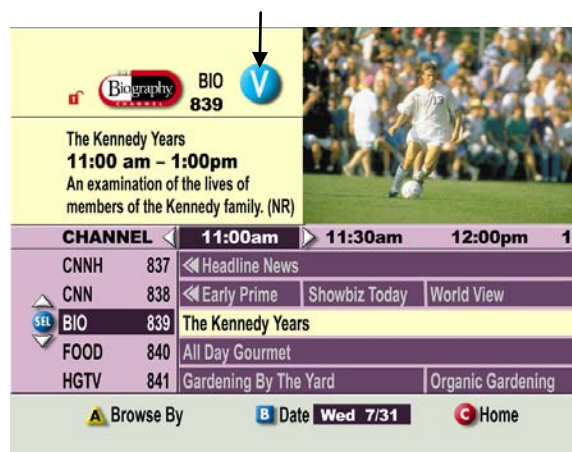 Biography
CHANNEL
BIO
839
V
The Kennedy Years
11:00 am – 1:00pm
An examination of the lives of
members of the Kennedy family. (NR)
13
CHANNEL 11:00am 11:30am 12:00pm 1
CNNH 837 Headline News
CNN 838 Early Prime Showbiz Today World View
SEL BIO 839 The Kennedy Years
FOOD 840 All Day Gourmet
HGTV 841 Gardening By The Yard Organic Gardening
A Browse By B Date Wed 7/31 C Home